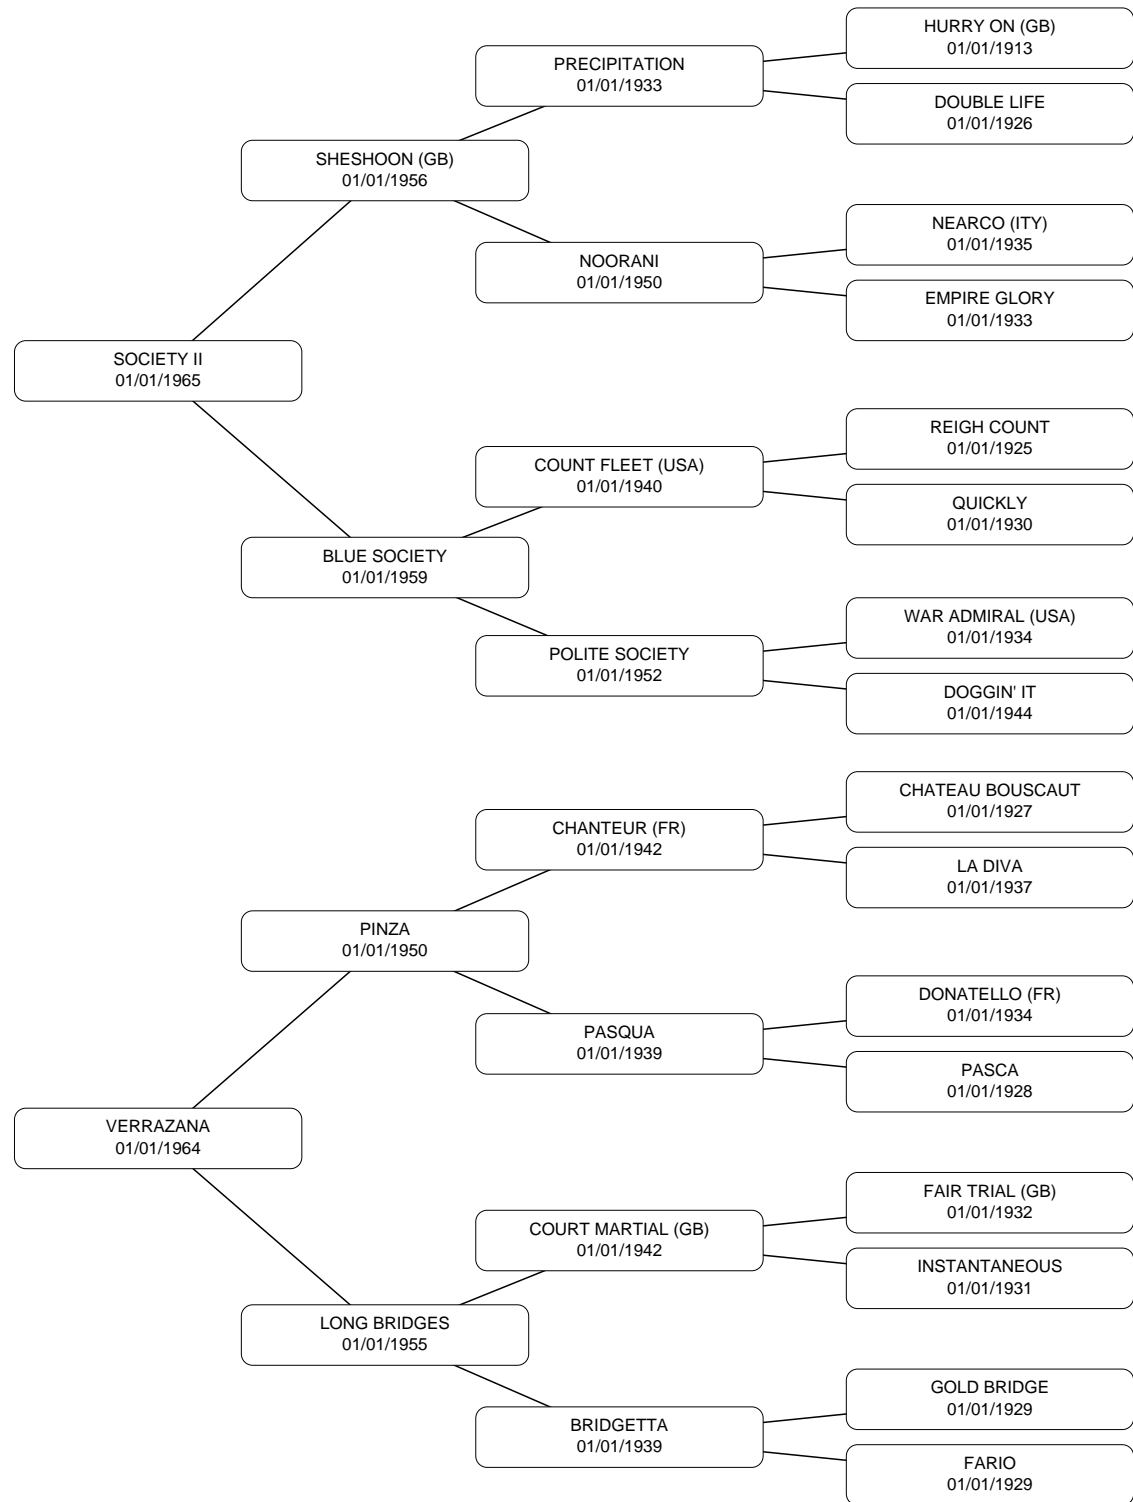 HURRY ON (GB)
01/01/1913
PRECIPITATION
01/01/1933
DOUBLE LIFE
01/01/1926
SHESHOON (GB)
01/01/1956
NEARCO (ITY)
01/01/1935
NOORANI
01/01/1950
EMPIRE GLORY
01/01/1933
SOCIETY II
01/01/1965
REIGH COUNT
01/01/1925
COUNT FLEET (USA)
01/01/1940
QUICKLY
01/01/1930
BLUE SOCIETY
01/01/1959
WAR ADMIRAL (USA)
01/01/1934
POLITE SOCIETY
01/01/1952
DOGGIN' IT
01/01/1944
CHATEAU BOUSCAUT
01/01/1927
CHANTEUR (FR)
01/01/1942
LA DIVA
01/01/1937
PINZA
01/01/1950
DONATELLO (FR)
01/01/1934
PASQUA
01/01/1939
PASCA
01/01/1928
VERRAZANA
01/01/1964
FAIR TRIAL (GB)
01/01/1932
COURT MARTIAL (GB)
01/01/1942
INSTANTANEOUS
01/01/1931
LONG BRIDGES
01/01/1955
GOLD BRIDGE
01/01/1929
BRIDGETTA
01/01/1939
FARIO
01/01/1929